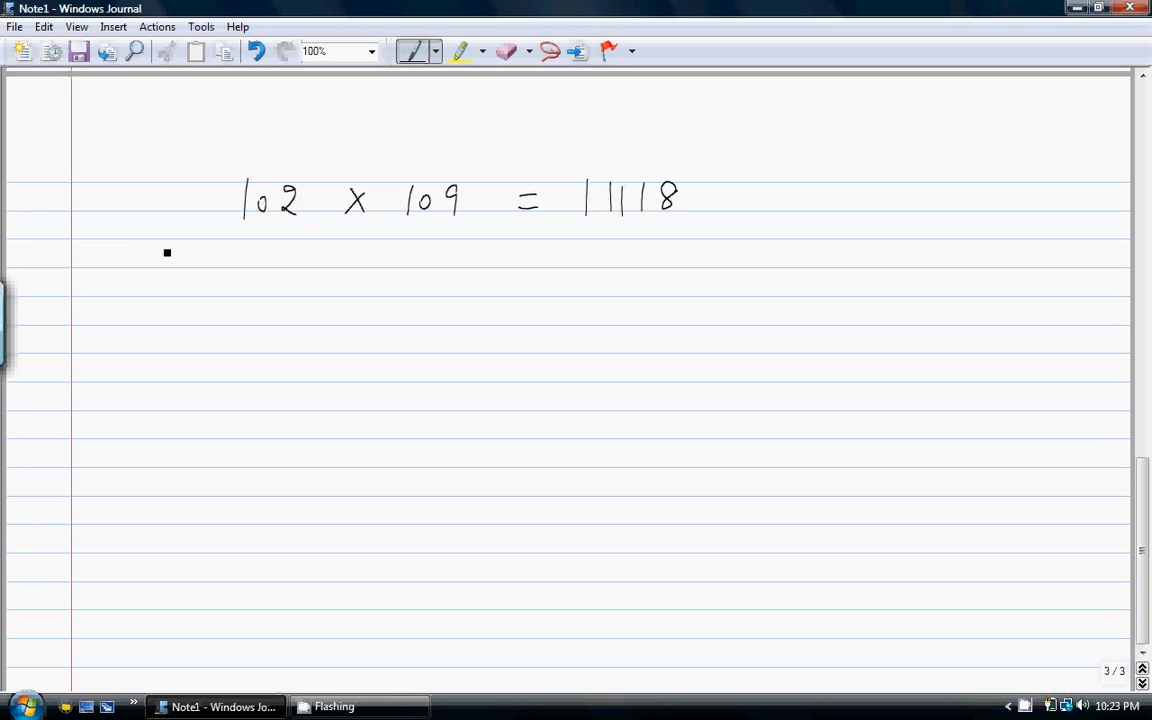 Note1 - Windows Journal
File Edit View Insert Actions Tools Help
100%
102 x 109 = 11118
3 / 3
» Note1 - Windows Jo... Flashing < 10:23 PM